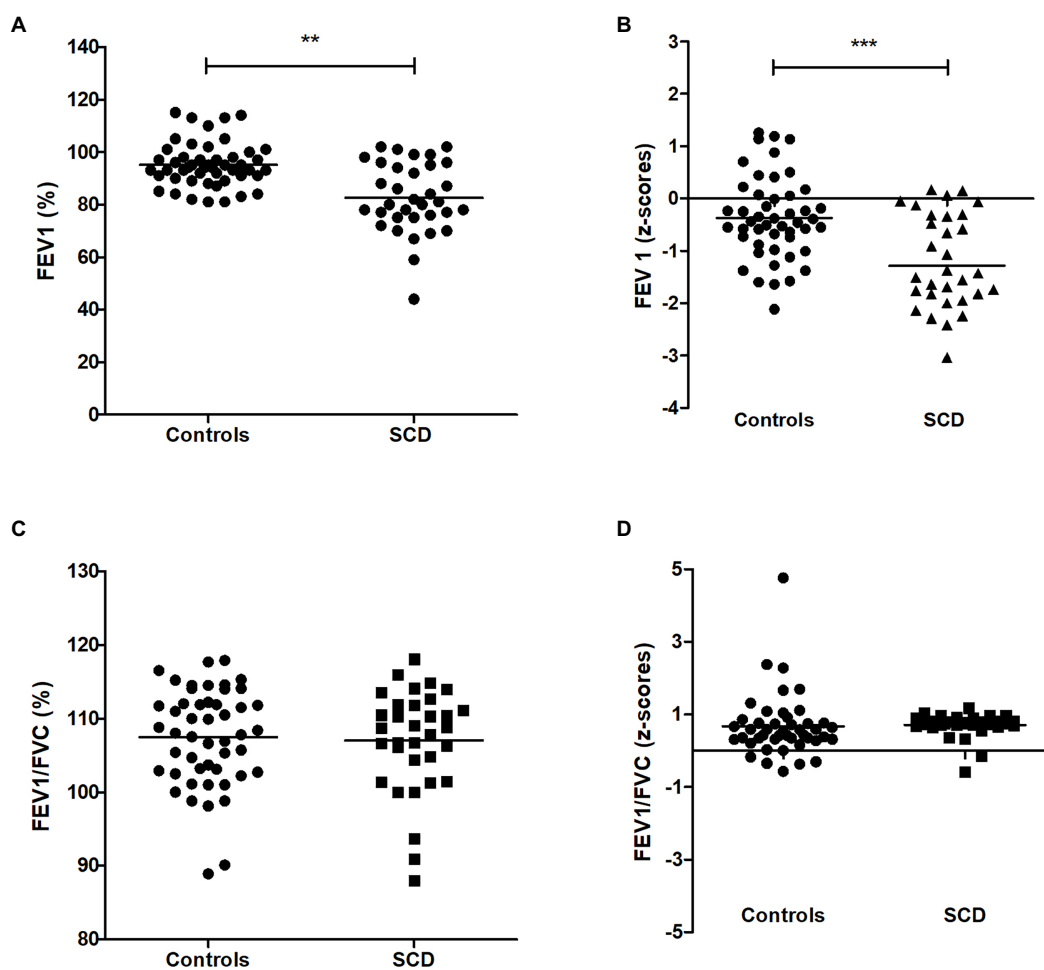 A
**
FEV1 (%)
140
120
100
80
60
40
20
0
Controls SCD
B
***
FEV 1 (z-scores)
3
2
1
0
-1
-2
-3
-4
Controls SCD
C
FEV1/FVC (%)
130
120
110
100
90
80
Controls SCD
D
FEV1/FVC (z-scores)
5
3
1
-1
-3
-5
Controls SCD